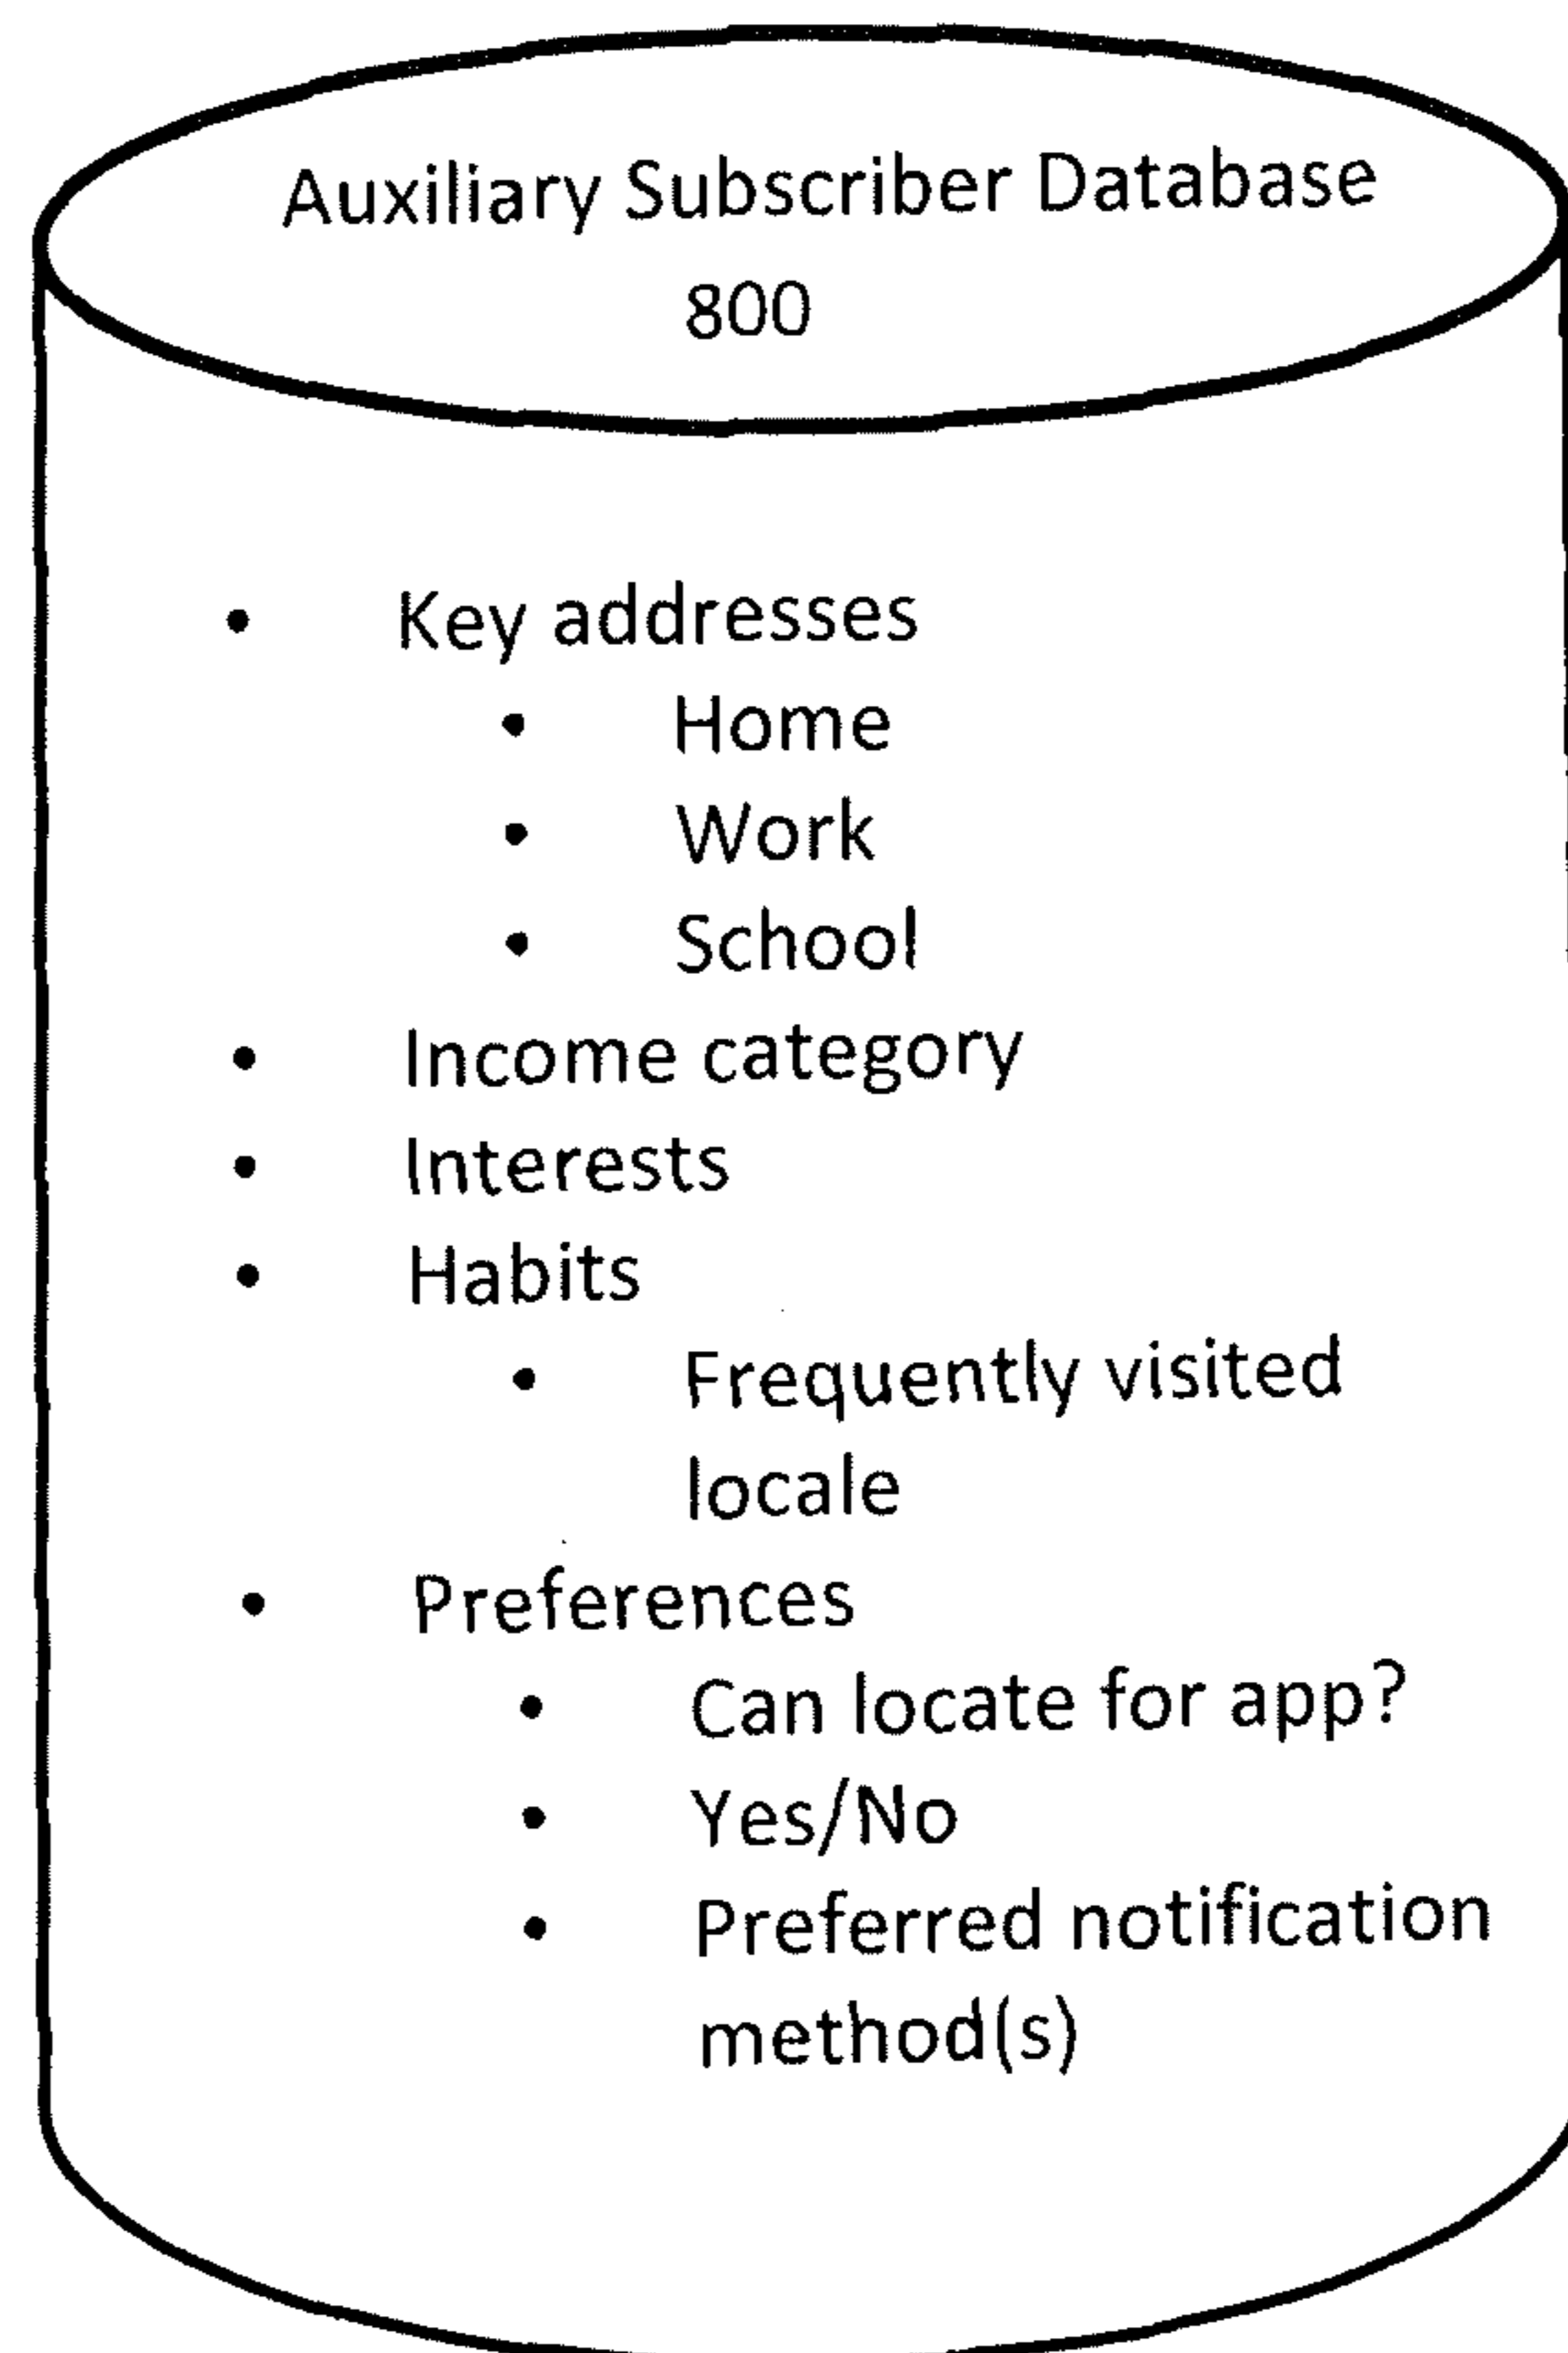 Auxiliary Subscriber Database
800
• Key addresses
• Home
• Work
• School
• Income category
• Interests
• Habits
• Frequently visited
locale
• Preferences
• Can locate for app?
• Yes/No
• Preferred notification
method(s)